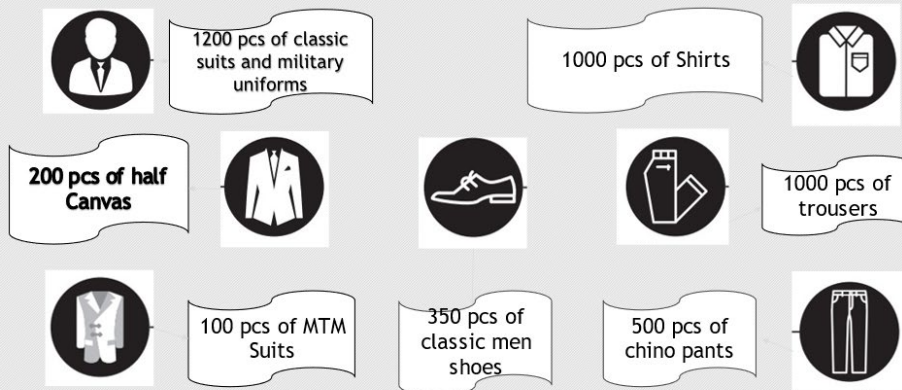 1200 pcs of classic
suits and military
uniforms
1000 pcs of Shirts
200 pcs of half
Canvas
1000 pcs of
trousers
100 pcs of MTM
Suits
350 pcs of
classic men
shoes
500 pcs of
chino pants